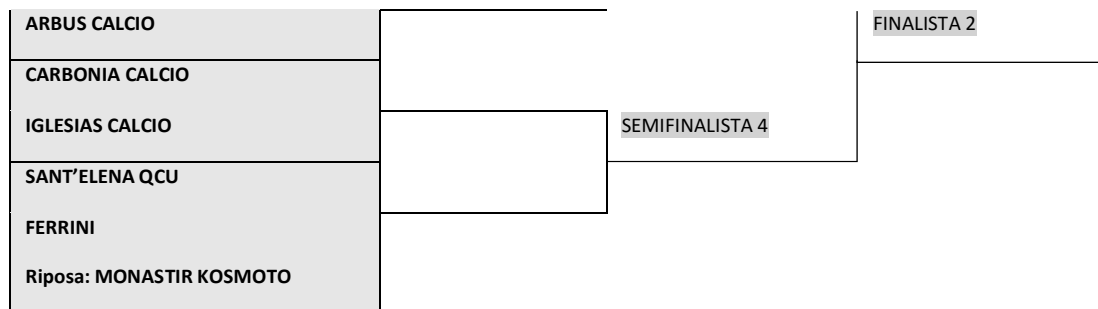 ARBUS CALCIO
FINALISTA 2
CARBONIA CALCIO
IGLESIAS CALCIO
SEMIFINALISTA 4
SANT’ELENA QCU
FERRINI
Riposa: MONASTIR KOSMOTO